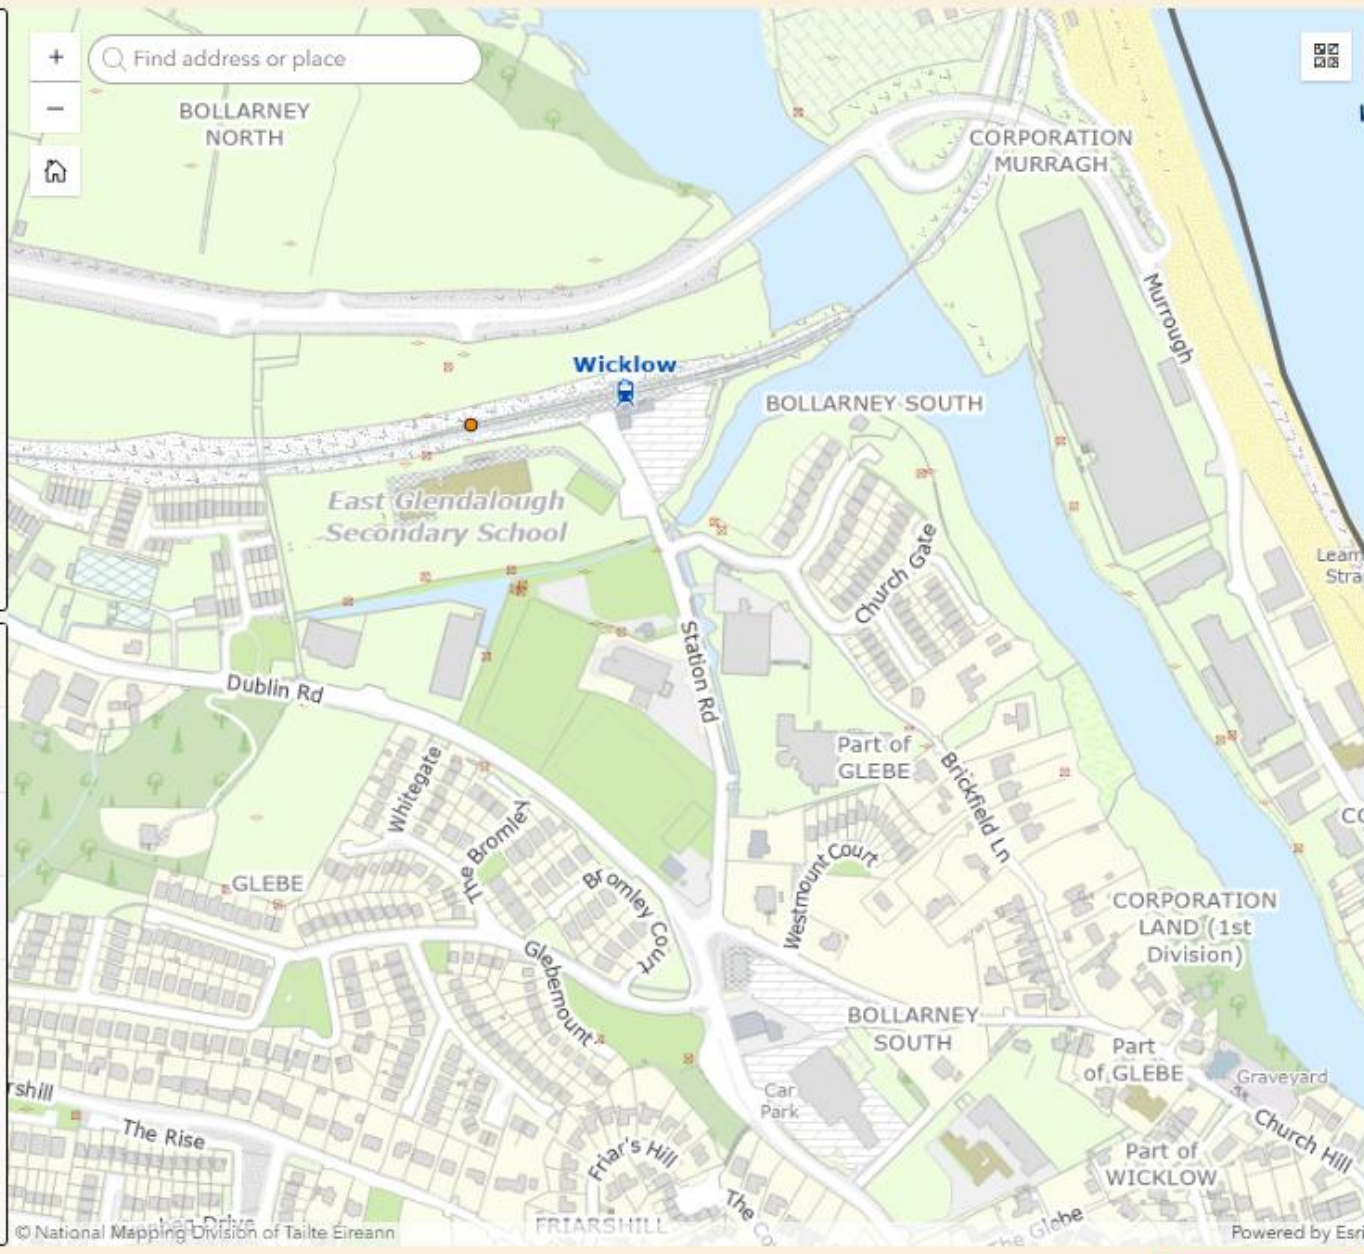 +
Find address or place
−
BOLLARNEY
NORTH
CORPORATION
MURRAGH
Murrough
Wicklow
BOLLARNEY SOUTH
East Glendalough
Secondary School
Church Gate
Station Rd
Dublin Rd
Part of
GLEBE
Brickfield Ln
Whitegate
The Bromley
Bromley Court
Westmount Court
GLEBE
CORPORATION
LAND (1st
Division)
Glebemount
BOLLARNEY
SOUTH
Part
of GLEBE
Graveyard
Car
Park
Church Hill
The Rise
Friar's Hill
Part of
WICKLOW
FRIARSHILL
The Glebe
© National Mapping Division of Tailte Éireann
Powered by Esri